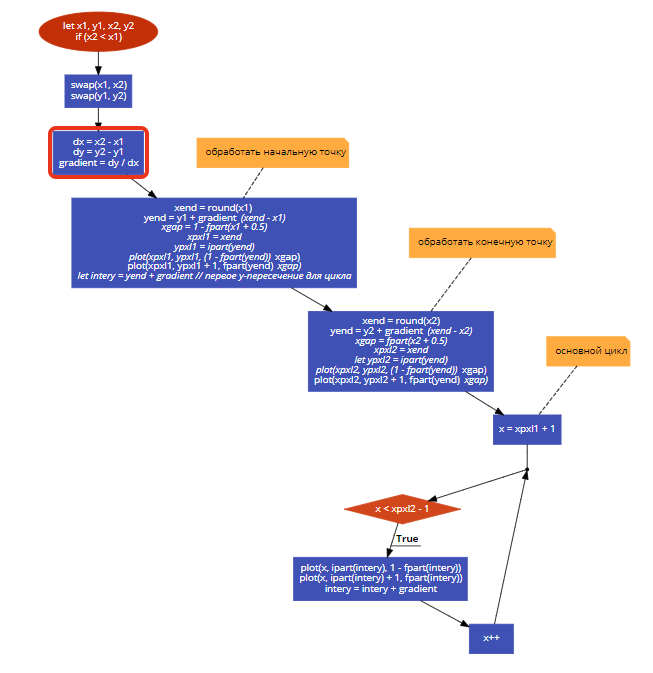 let x1, y1, x2, y2
if (x2 < x1)
swap(x1, x2)
swap(y1, y2)
dx = x2 - x1
dy = y2 - y1
gradient = dy / dx
обработать начальную точку
xend = round(x1)
yend = y1 + gradient (xend - x1)
xgap = 1 - fpart(x1 + 0.5)
xpxl1 = xend
ypxl1 = ipart(yend)
plot(xpxl1, ypxl1, (1 - fpart(yend)) xgap)
plot(xpxl1, ypxl1 + 1, fpart(yend) xgap)
let intery = yend + gradient // первое y-пересечение для цикла
обработать конечную точку
xend = round(x2)
yend = y2 + gradient (xend - x2)
xgap = fpart(x2 + 0.5)
xpxl2 = xend
let ypxl2 = ipart(yend)
plot(xpxl2, ypxl2, (1 - fpart(yend)) xgap)
plot(xpxl2, ypxl2 + 1, fpart(yend) xgap)
основной цикл
x = xpxl1 + 1
x < xpxl2 - 1
True
plot(x, ipart(intery), 1 - fpart(intery))
plot(x, ipart(intery) + 1, fpart(intery))
intery = intery + gradient
x++